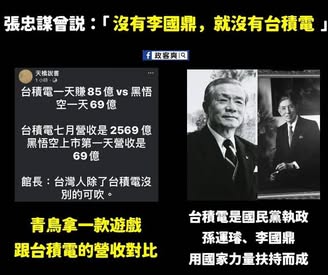 張忠謀曾説:「沒有李國鼎，就沒有台積電」
政客爽
天橋說書
1小時
台積電一天賺 85 億 vs 黑悟
空一天 69 億
台積電七月營收是 2569 億
黑悟空上市第一天營收是
69 億
館長：台灣人除了台積電沒
別的可吹。
青鳥拿一款遊戲
跟台積電的營收對比
台積電是國民黨執政
孫運璿、李國鼎
用國家力量扶持而成